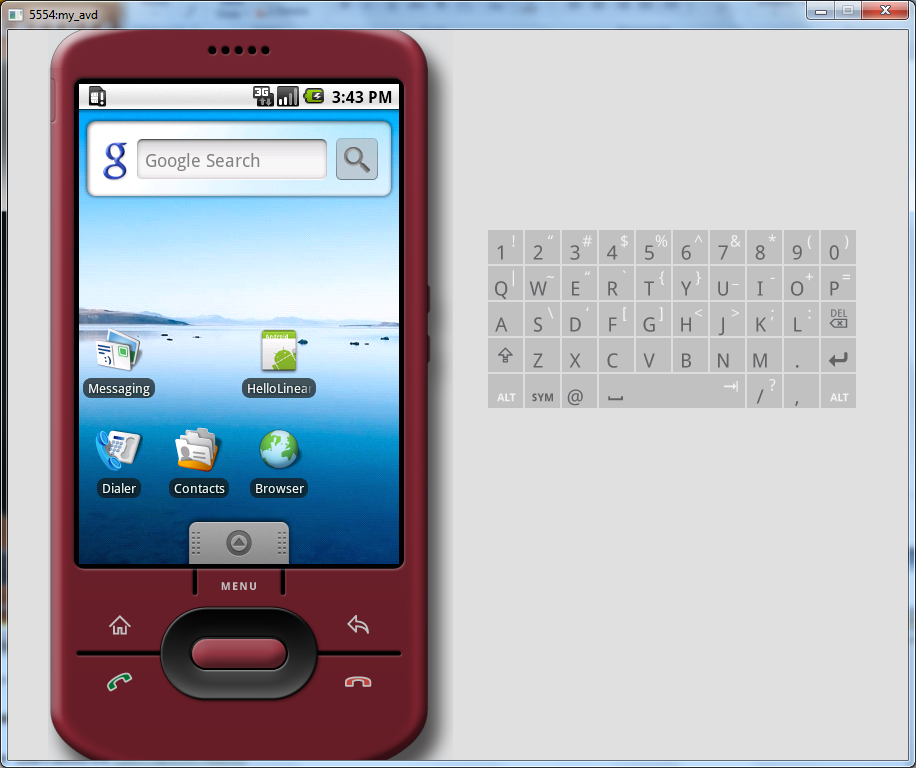 5554:my_avd
3G 3:43 PM
g Google Search
Android
Messaging HelloLinear
Dialer Contacts Browser
MENU
1 ! 2 “ 3 # 4 $ 5 % 6 ^ 7 & 8 * 9 ( 0 )
Q | W ~ E “ R ` T { Y } U _ I - O + P =
A S \ D ‘ F [ G ] H < J > K ; L : DEL
Z X C V B N M .
ALT SYM @ / ? , ALT